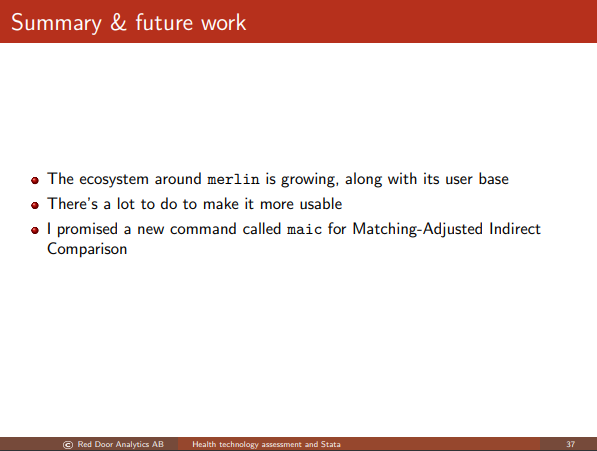 Summary & future work
The ecosystem around merlin is growing, along with its user base
There's a lot to do to make it more usable
I promised a new command called maic for Matching-Adjusted Indirect
Comparison
© Red Door Analytics AB Health technology assessment and Stata 37